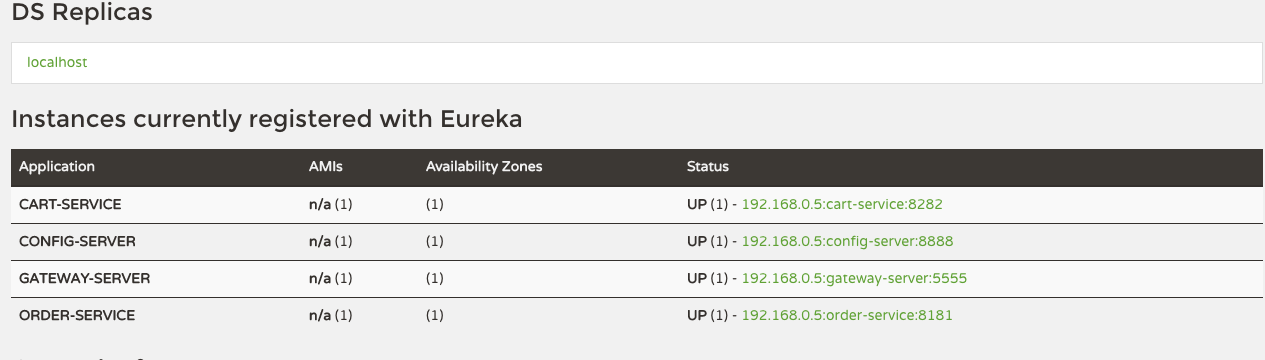 DS Replicas
localhost
Instances currently registered with Eureka
Application AMIs Availability Zones Status
CART-SERVICE n/a (1) (1) UP (1) - 192.168.0.5:cart-service:8282
CONFIG-SERVER n/a (1) (1) UP (1) - 192.168.0.5:config-server:8888
GATEWAY-SERVER n/a (1) (1) UP (1) - 192.168.0.5:gateway-server:5555
ORDER-SERVICE n/a (1) (1) UP (1) - 192.168.0.5:order-service:8181